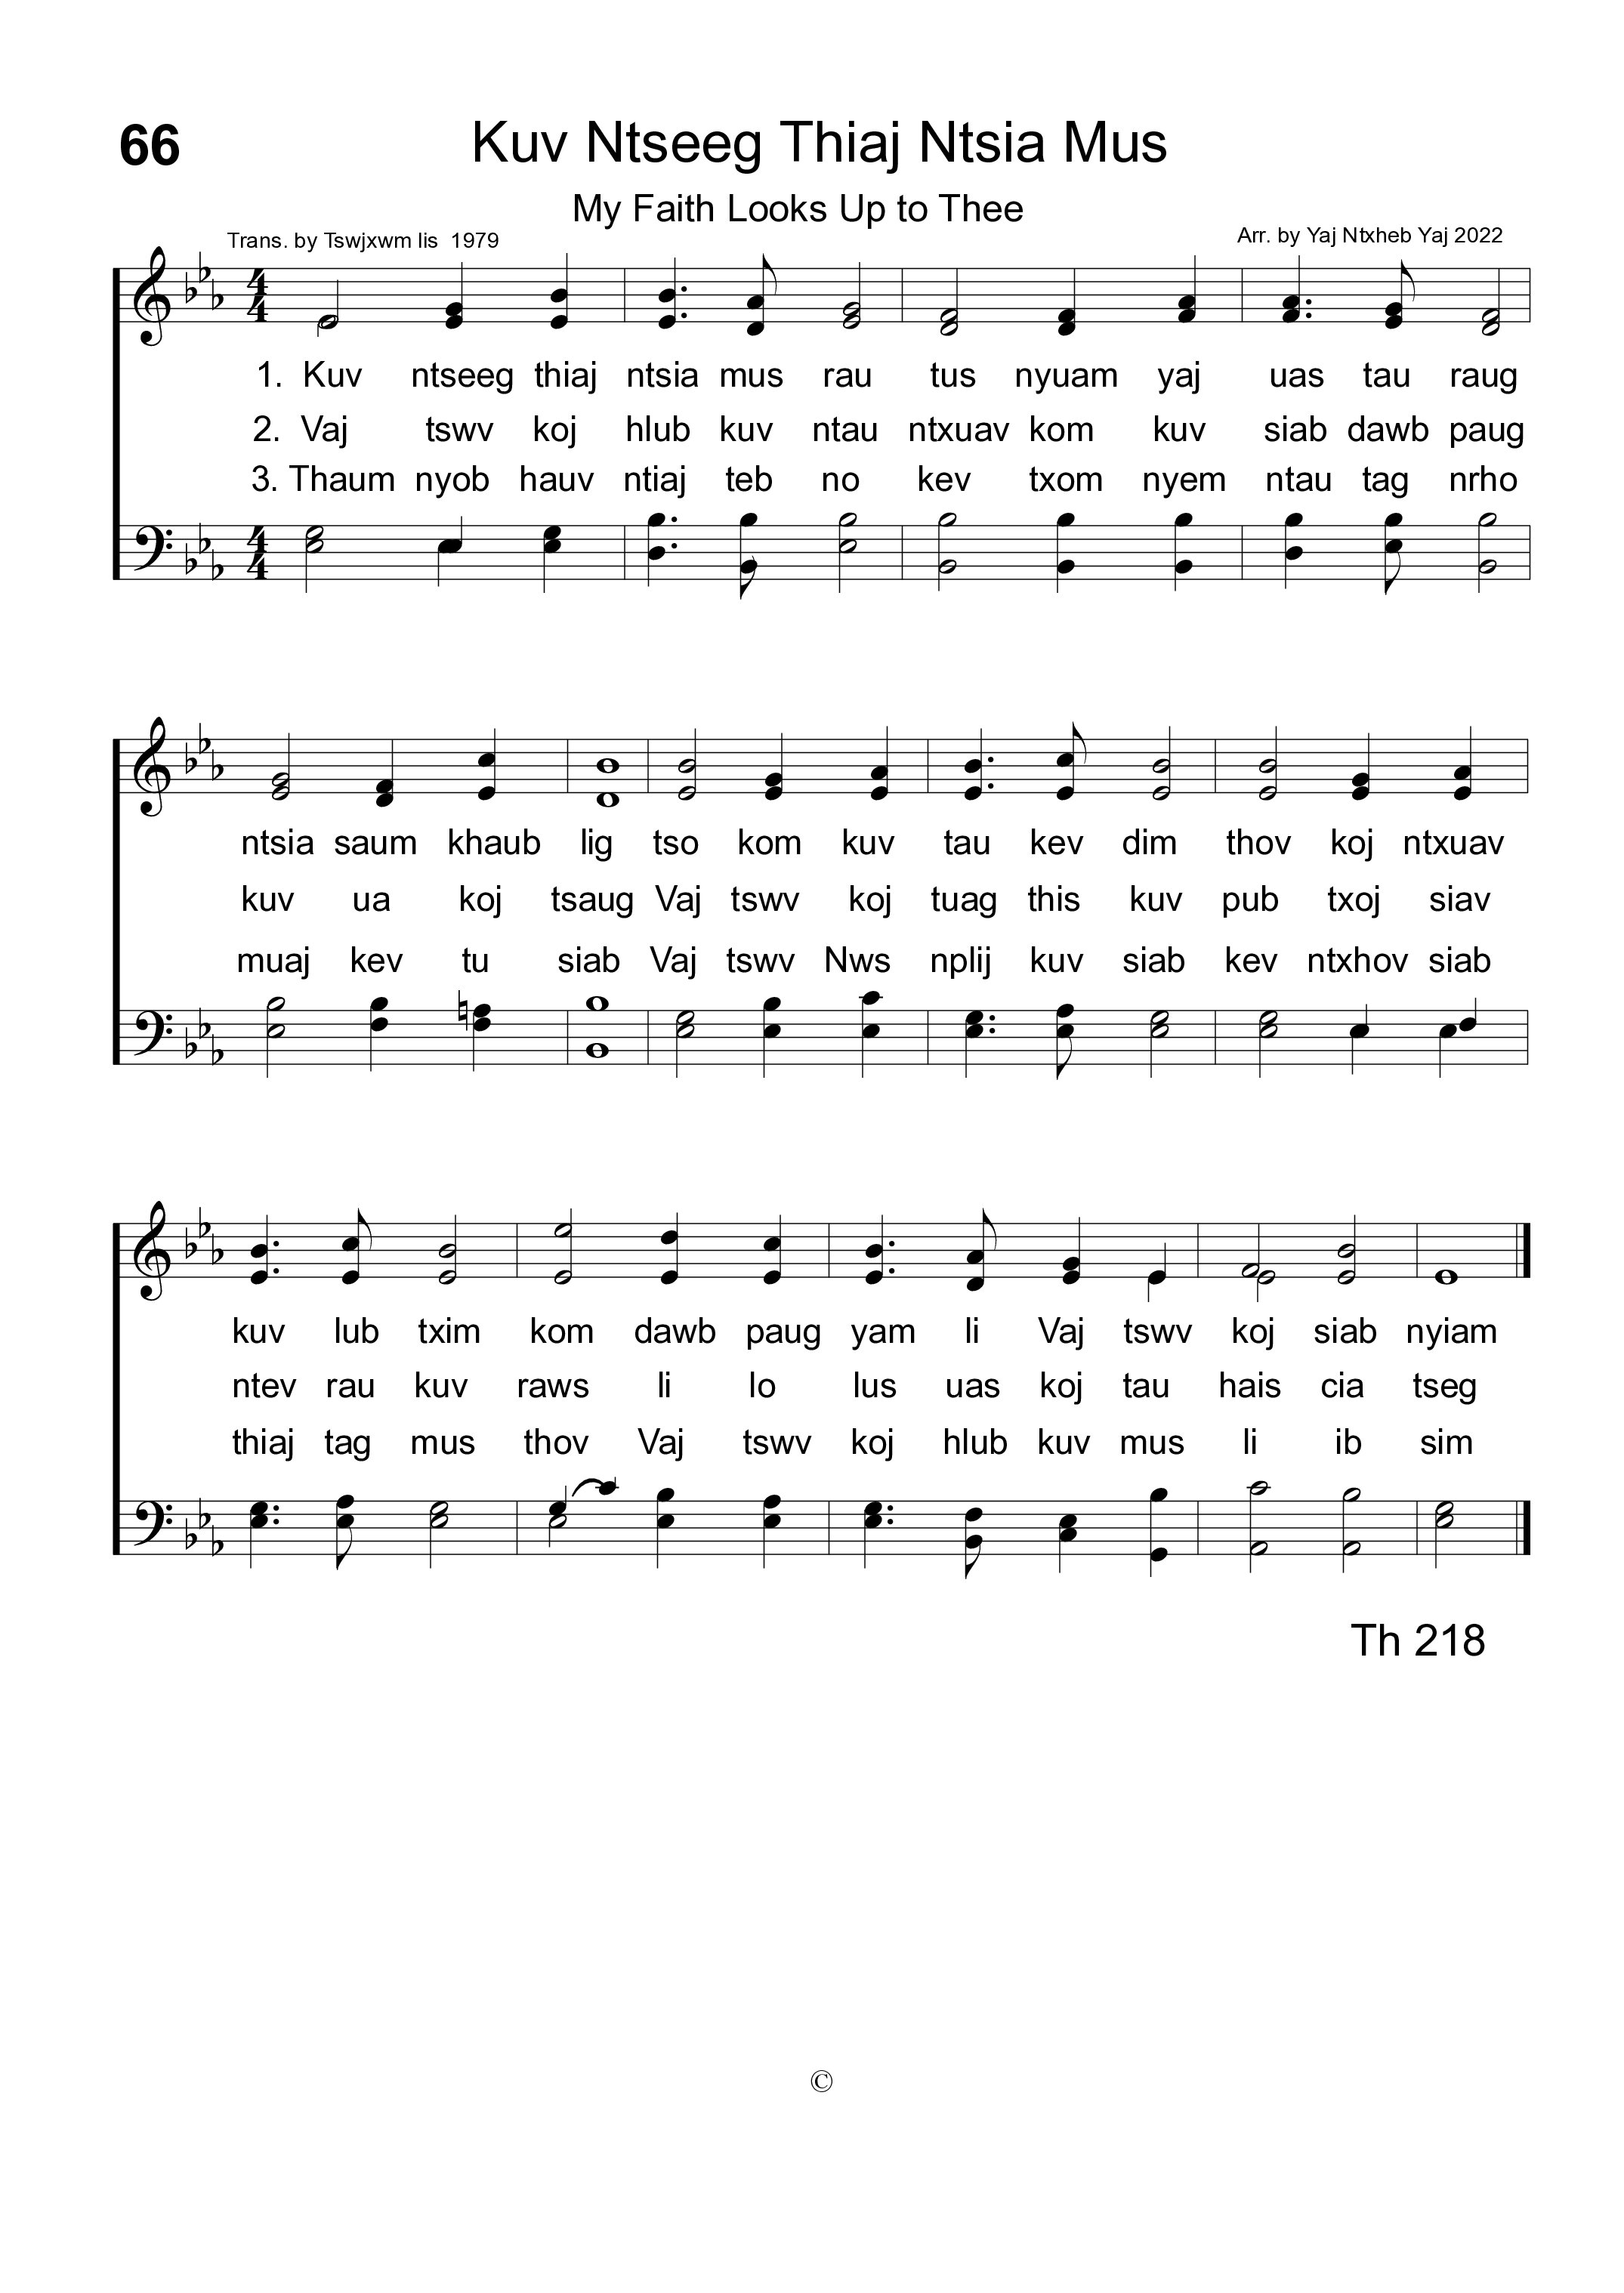 66
Kuv Ntseeg Thiaj Ntsia Mus
My Faith Looks Up to Thee
Trans. by Tswjxwm lis 1979
Arr. by Yaj Ntxheb Yaj 2022
1. Kuv ntseeg thiaj ntsia mus rau tus nyuam yaj uas tau raug
2. Vaj tswv koj hlub kuv ntau ntxuav kom kuv siab dawb paug
3. Thaum nyob hauv ntiaj teb no kev txom nyem ntau tag nrho
ntsia saum khaub lig tso kom kuv tau kev dim thov koj ntxuav
kuv ua koj tsaug Vaj tswv koj tuag this kuv pub txoj siav
muaj kev tu siab Vaj tswv Nws nplij kuv siab kev ntxhov siab
kuv lub txim kom dawb paug yam li Vaj tswv koj siab nyiam
ntev rau kuv raws li lo lus uas koj tau hais cia tseg
thiaj tag mus thov Vaj tswv koj hlub kuv mus li ib sim
Th 218
©